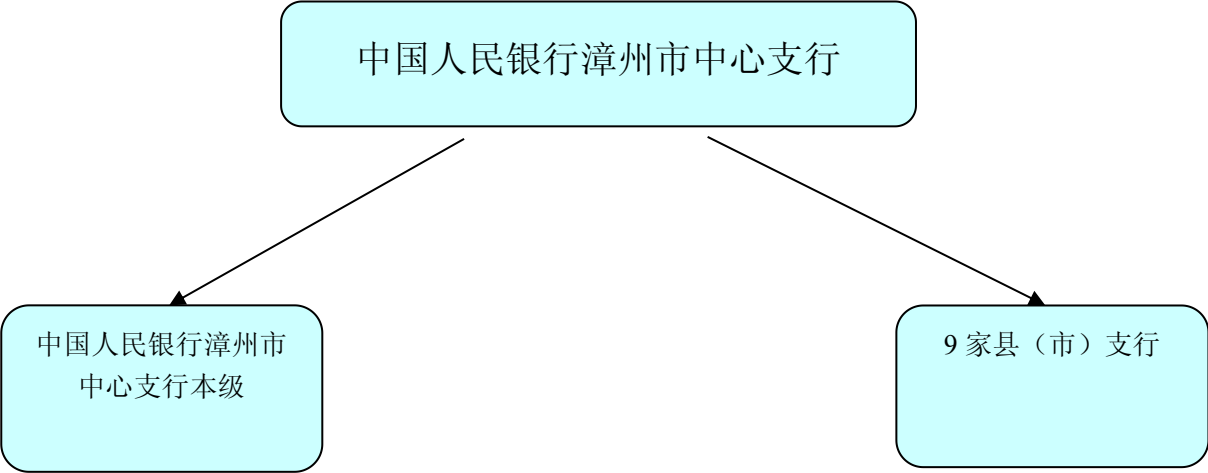 中国人民银行漳州市中心支行
中国人民银行漳州市
中心支行本级
9 家县（市）支行